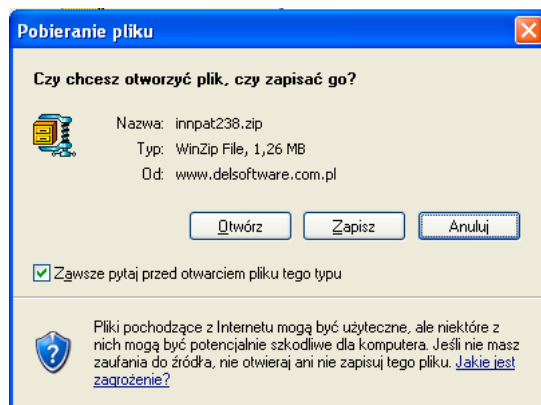 Pobieranie pliku
Czy chcesz otworzyć plik, czy zapisać go?
Nazwa: innpat238.zip
Typ: WinZip File, 1,26 MB
Od: www.delsoftware.com.pl
Otwórz Zapisz Anuluj
Zawsze pytaj przed otwarciem pliku tego typu
Pliki pochodzące z Internetu mogą być użyteczne, ale niektóre z
nich mogą być potencjalnie szkodliwe dla komputera. Jeśli nie masz
zaufania do źródła, nie otwieraj ani nie zapisuj tego pliku. Jakie jest
zagrożenie?